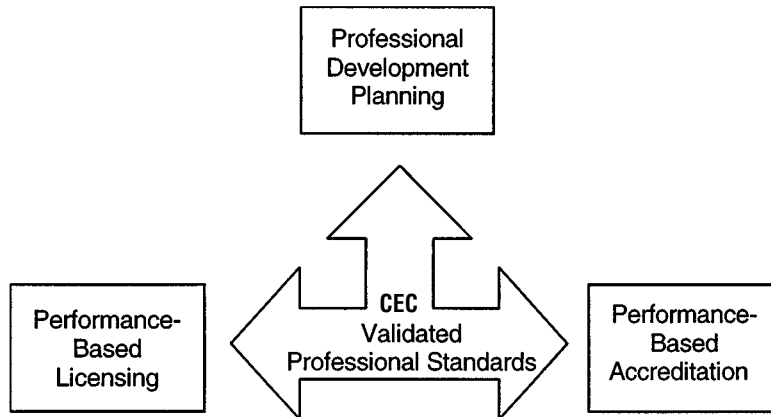 Professional
Development
Planning
CEC
Validated
Professional Standards
Performance-
Based
Licensing
Performance-
Based
Accreditation